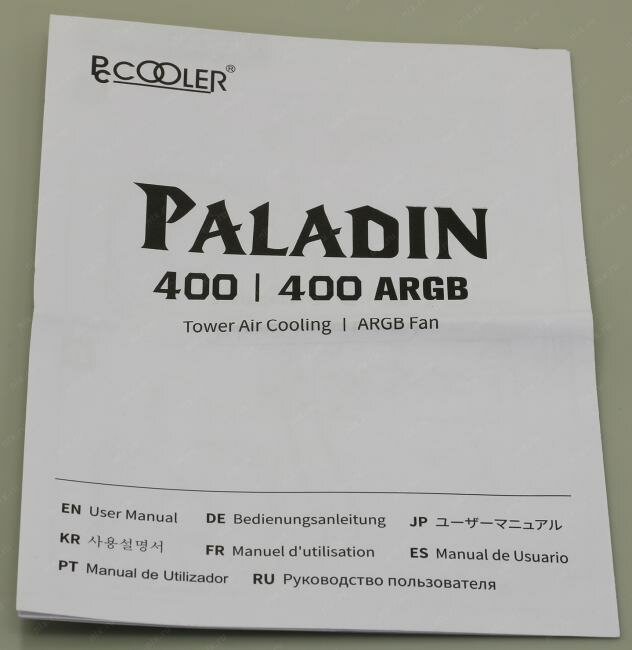 PCCOOLER®
PALADIN
400 | 400 ARGB
Tower Air Cooling | ARGB Fan
EN User Manual DE Bedienungsanleitung JP ユーザーマニュアル
KR 사용설명서 FR Manuel d'utilisation ES Manual de Usuario
PT Manual de Utilizador RU Руководство пользователя